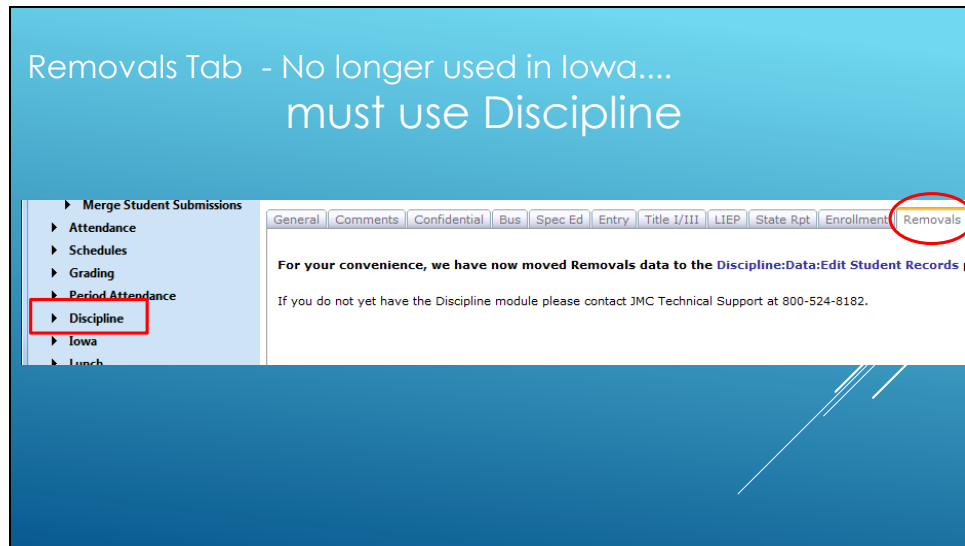 Removals Tab - No longer used in Iowa....
must use Discipline
Merge Student Submissions
Attendance
Schedules
Grading
Period Attendance
Discipline
Iowa
Lunch
General Comments Confidential Bus Spec Ed Entry Title I/III LIEP State Rpt Enrollment Removals
For your convenience, we have now moved Removals data to the Discipline:Data:Edit Student Records
If you do not yet have the Discipline module please contact JMC Technical Support at 800-524-8182.